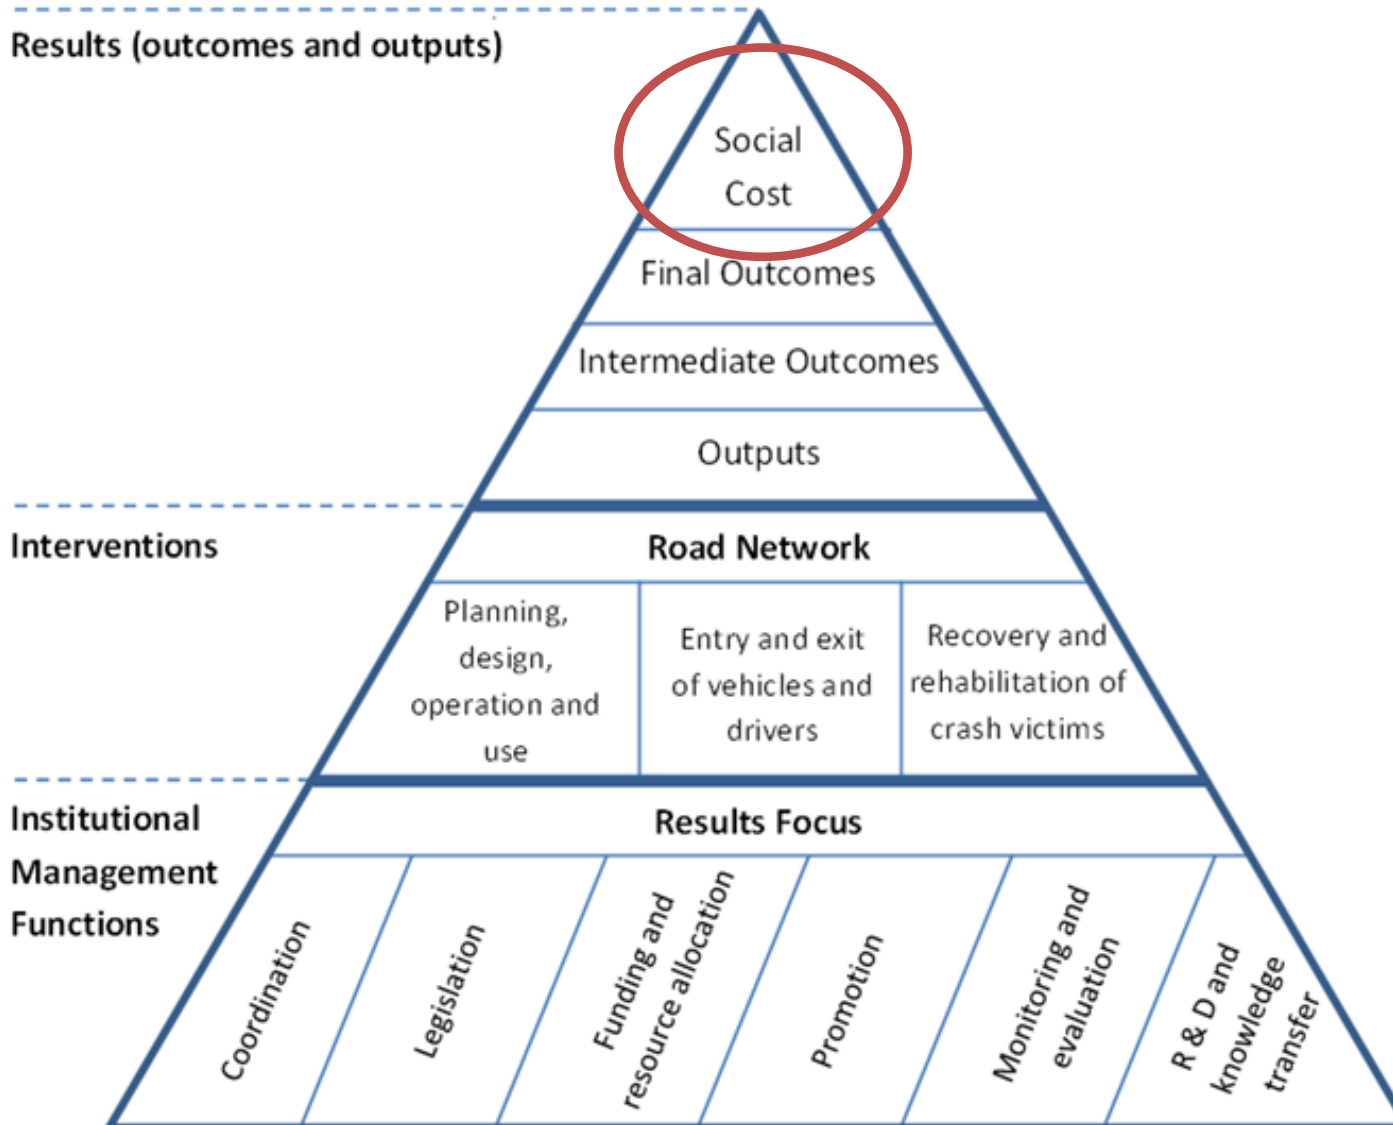 Results (outcomes and outputs)
Social
Cost
Final Outcomes
Intermediate Outcomes
Outputs
Interventions
Road Network
Planning,
design,
operation and
use
Entry and exit
of vehicles and
drivers
Recovery and
rehabilitation of
crash victims
Institutional
Management
Functions
Results Focus
Coordination
Legislation
Funding and
resource allocation
Promotion
Monitoring and
evaluation
R & D and
knowledge
transfer